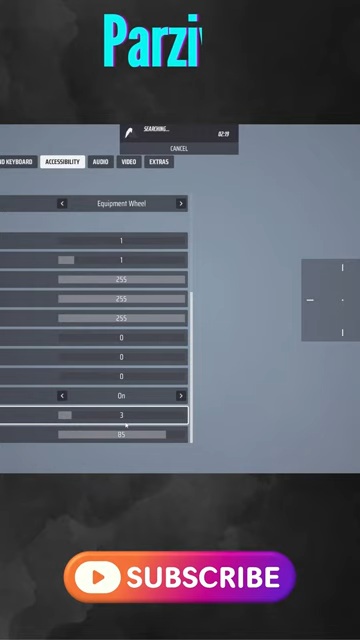 Parziv
SEARCHING...
02:19
CANCEL
ND KEYBOARD
ACCESSIBILITY
AUDIO
VIDEO
EXTRAS
Equipment Wheel
1
1
255
255
255
0
0
0
On
3
85
SUBSCRIBE